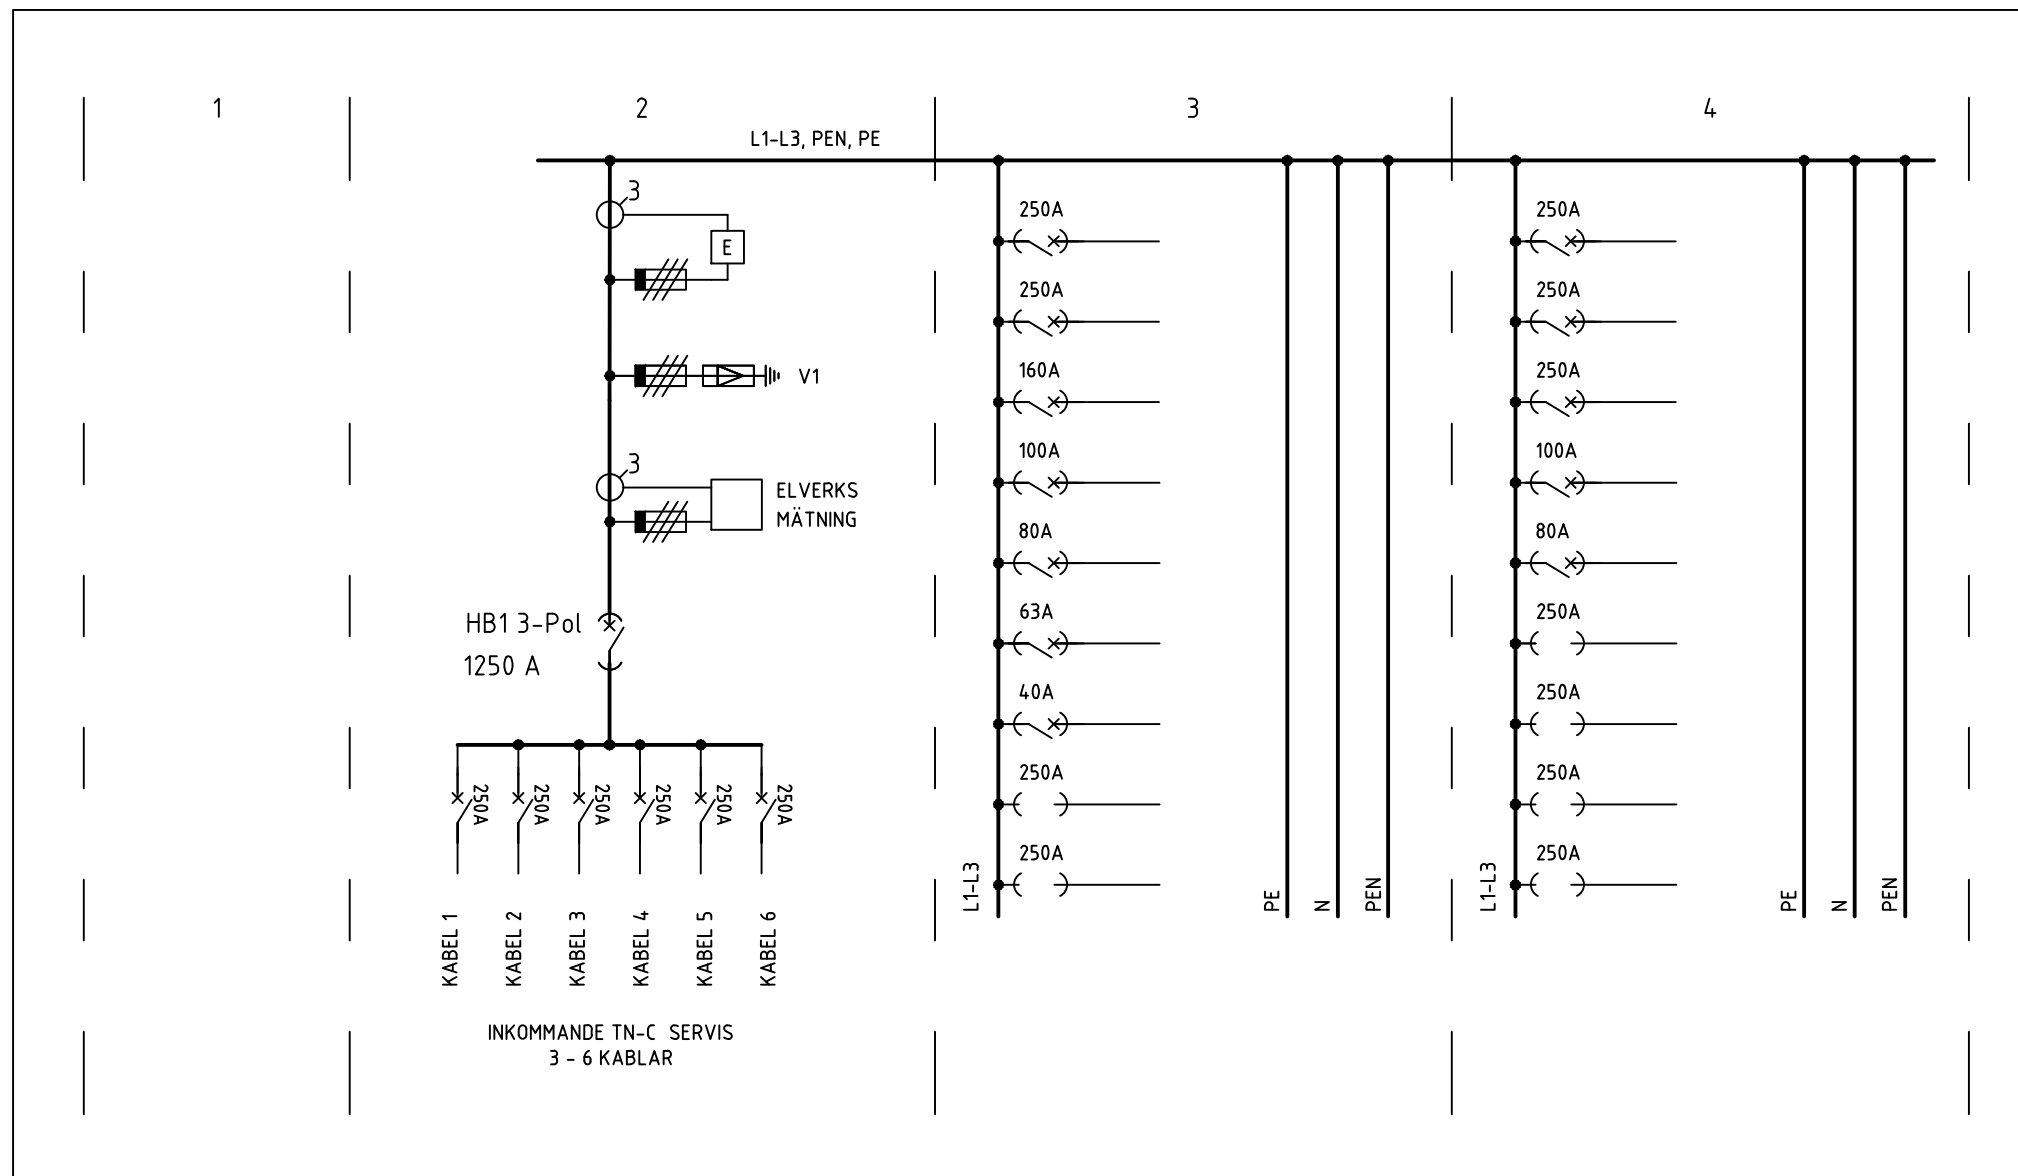 1
2
3
4
L1-L3, PEN, PE
3
E
V1
3
ELVERKS
MÄTNING
HB1 3-Pol
1250 A
250A
250A
250A
250A
250A
250A
KABEL 1
KABEL 2
KABEL 3
KABEL 4
KABEL 5
KABEL 6
INKOMMANDE TN-C SERVIS
3 - 6 KABLAR
250A
250A
160A
100A
80A
63A
40A
250A
250A
L1-L3
PE
N
PEN
250A
250A
250A
100A
80A
250A
250A
250A
250A
L1-L3
PE
N
PEN